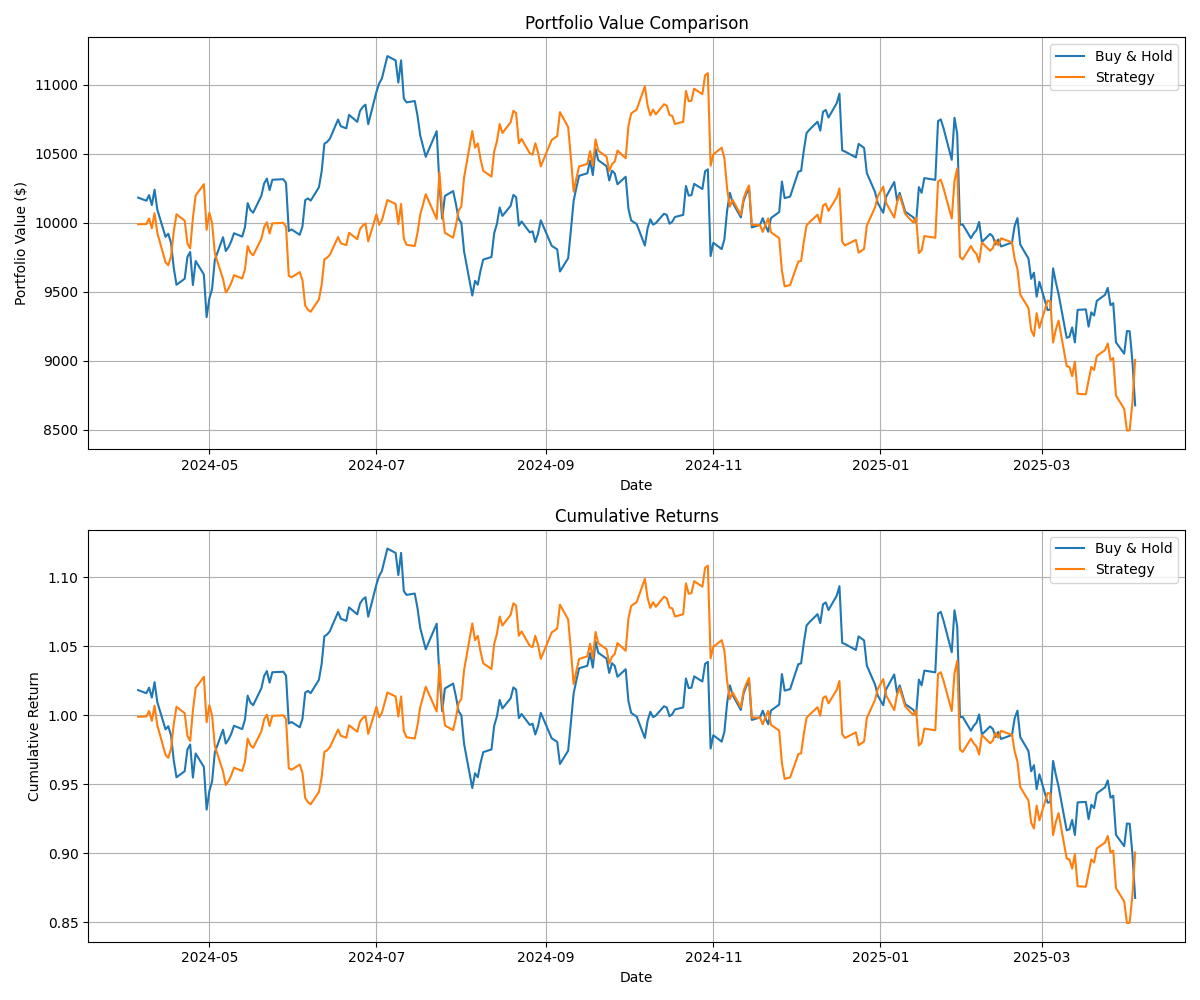 Portfolio Value Comparison
Portfolio Value ($)
11000
10500
10000
9500
9000
8500
Buy & Hold
Strategy
2024-05
2024-07
2024-09
2024-11
2025-01
2025-03
Date
Cumulative Returns
Cumulative Return
1.10
1.05
1.00
0.95
0.90
0.85
Buy & Hold
Strategy
2024-05
2024-07
2024-09
2024-11
2025-01
2025-03
Date